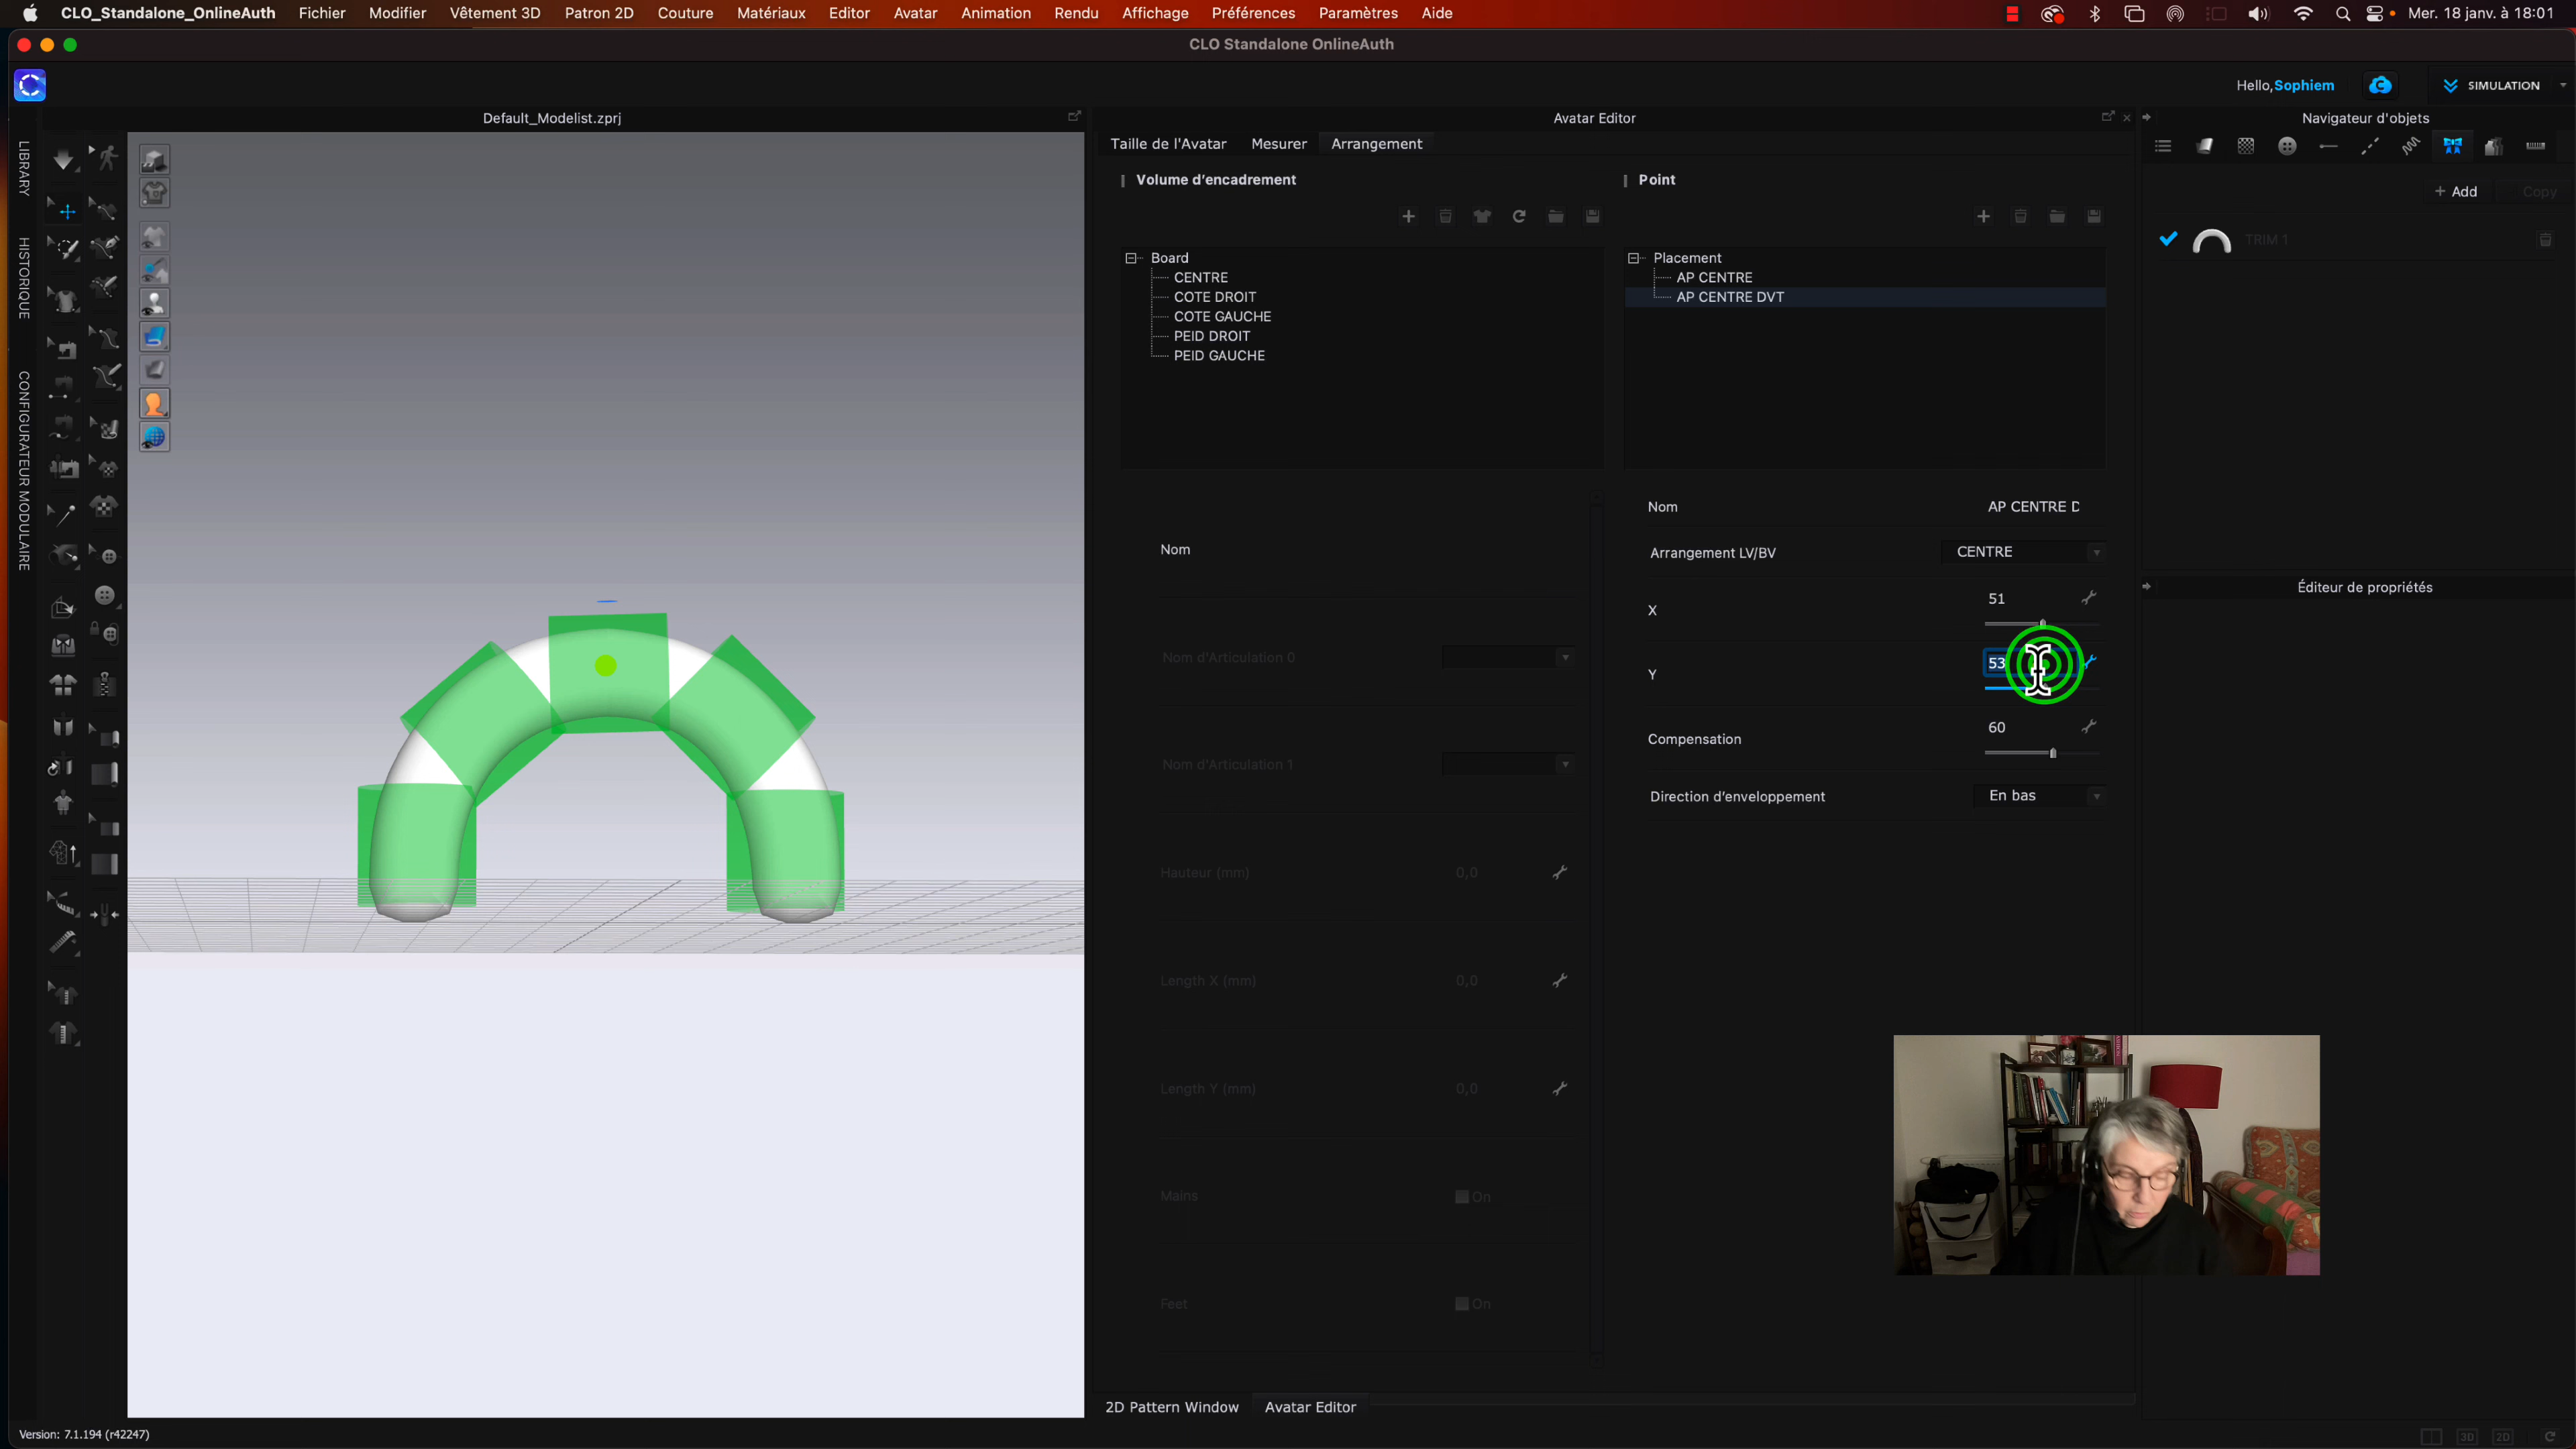 CLO_Standalone_OnlineAuth Fichier Modifier Vêtement 3D Patron 2D Couture Matériaux Editor Avatar Animation Rendu Affichage Préférences Paramètres Aide Mer. 18 janv. à 18:01
CLO Standalone OnlineAuth
Hello, Sophiem SIMULATION
LIBRARY
HISTORIQUE
CONFIGURATEUR MODULAIRE
Default_Modelist.zprj
Avatar Editor
Taille de l'Avatar Mesurer Arrangement
Volume d'encadrement
Board
CENTRE
COTE DROIT
COTE GAUCHE
PEID DROIT
PEID GAUCHE
Nom
Nom d'Articulation 0
Nom d'Articulation 1
Hauteur (mm) 0,0
Length X (mm) 0,0
Length Y (mm) 0,0
Mains On
Feet On
Point
Placement
AP CENTRE
AP CENTRE DVT
Nom AP CENTRE D
Arrangement LV/BV CENTRE
X 51
Y 53
Compensation 60
Direction d'enveloppement En bas
Navigateur d'objets
+ Add Copy
TRIM 1
Éditeur de propriétés
2D Pattern Window Avatar Editor
Version: 7.1.194 (r42247)
3D 2D